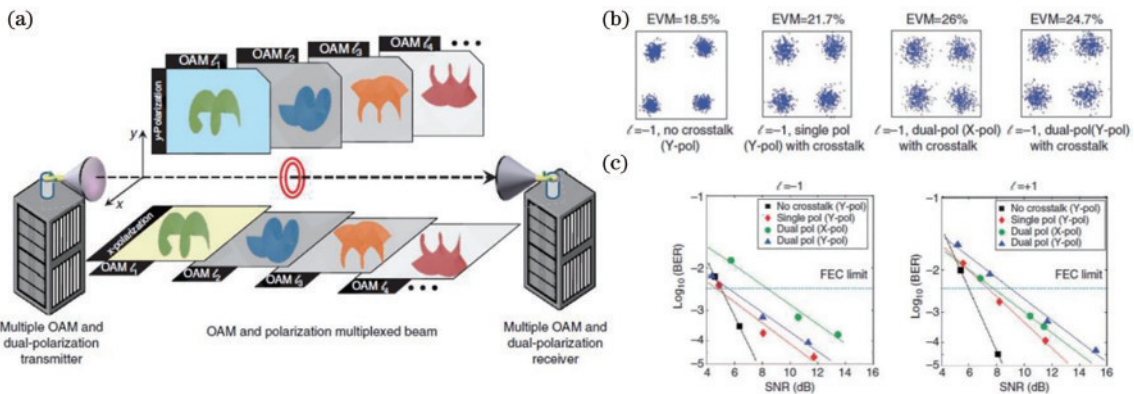 (a)
OAM ℓ1
OAM ℓ2
OAM ℓ3
OAM ℓ4
y-Polarization
y
x
x-polarization
OAM ℓ1
OAM ℓ2
OAM ℓ3
OAM ℓ4
Multiple OAM and
dual-polarization
transmitter
OAM and polarization multiplexed beam
Multiple OAM and
dual-polarization
receiver
(b)
EVM=18.5%
EVM=21.7%
EVM=26%
EVM=24.7%
ℓ=−1, no crosstalk
(Y-pol)
ℓ=−1, single pol
(Y-pol) with crosstalk
ℓ=−1, dual-pol (X-pol)
with crosstalk
ℓ=−1, dual-pol(Y-pol)
with crosstalk
(c)
ℓ=−1
−1
−2
−3
−4
−5
Log10 (BER)
No crosstalk (Y-pol)
Single pol (Y-pol)
Dual pol (X-pol)
Dual pol (Y-pol)
FEC limit
4 6 8 10 12 14 16
SNR (dB)
ℓ=+1
−1
−2
−3
−4
−5
Log10 (BER)
No crosstalk (Y-pol)
Single pol (Y-pol)
Dual pol (X-pol)
Dual pol (Y-pol)
FEC limit
4 6 8 10 12 14 16
SNR (dB)